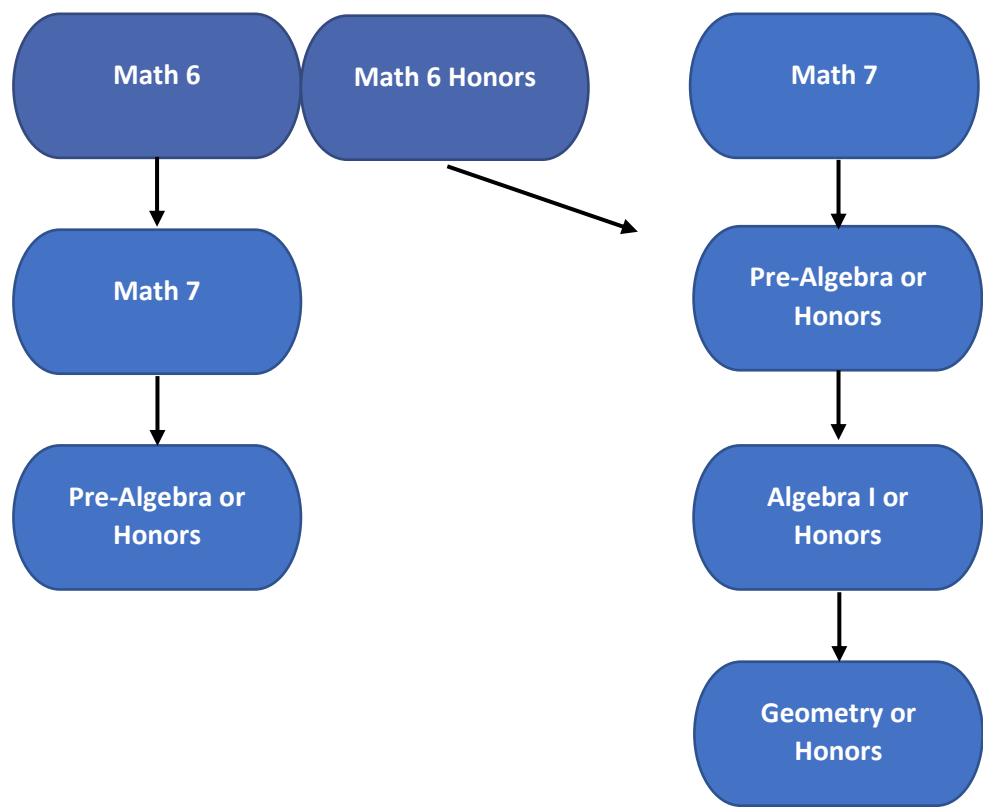 Math 6
Math 6 Honors
Math 7
Math 7
Pre-Algebra or
Honors
Pre-Algebra or
Honors
Algebra I or
Honors
Geometry or
Honors